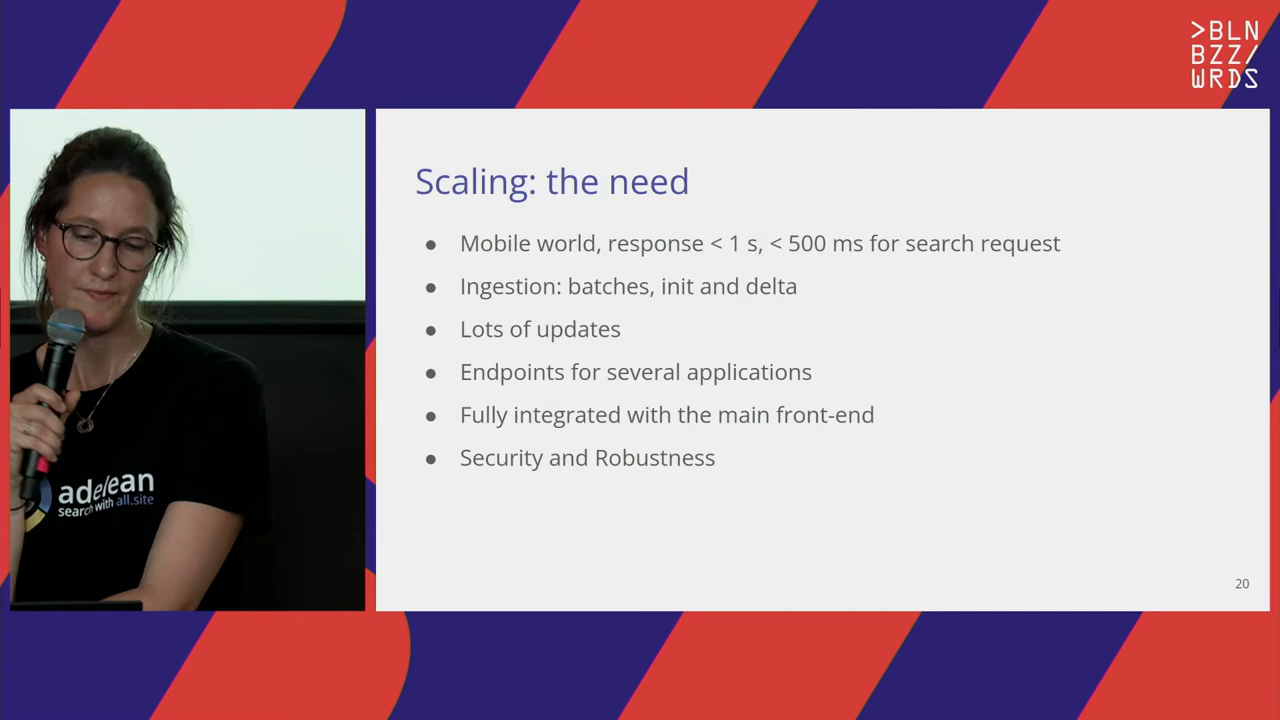 >BLN
BZZ/
WRDS
Scaling: the need
● Mobile world, response < 1 s, < 500 ms for search request
● Ingestion: batches, init and delta
● Lots of updates
● Endpoints for several applications
● Fully integrated with the main front-end
● Security and Robustness
adelean
search with all.site
20